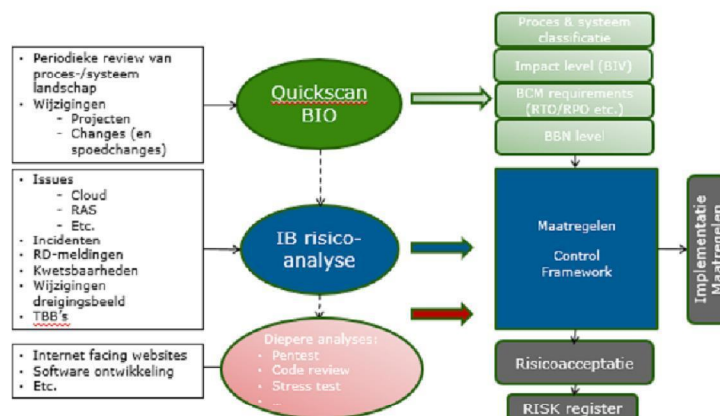 • Periodieke review van
proces-/systeem
landschap
• Wijzigingen
- Projecten
- Changes (en
spoedchanges)
Quickscan
BIO
Proces & systeem
classificatie
Impact level (BIV)
BCM requirements
(RTO/RPO etc.)
BBN level
• Issues
- Cloud
- RAS
- Etc.
• Incidenten
• RD-meldingen
• Kwetsbaarheden
• Wijzigingen
dreigingsbeeld
• TBB's
IB risico-
analyse
Maatregelen
Control
Framework
Implementatie
Maatregelen
• Internet facing websites
• Software ontwikkeling
• Etc.
Diepere analyses:
• Pentest
• Code review
• Stress test
• ...
Risicoacceptatie
RISK register